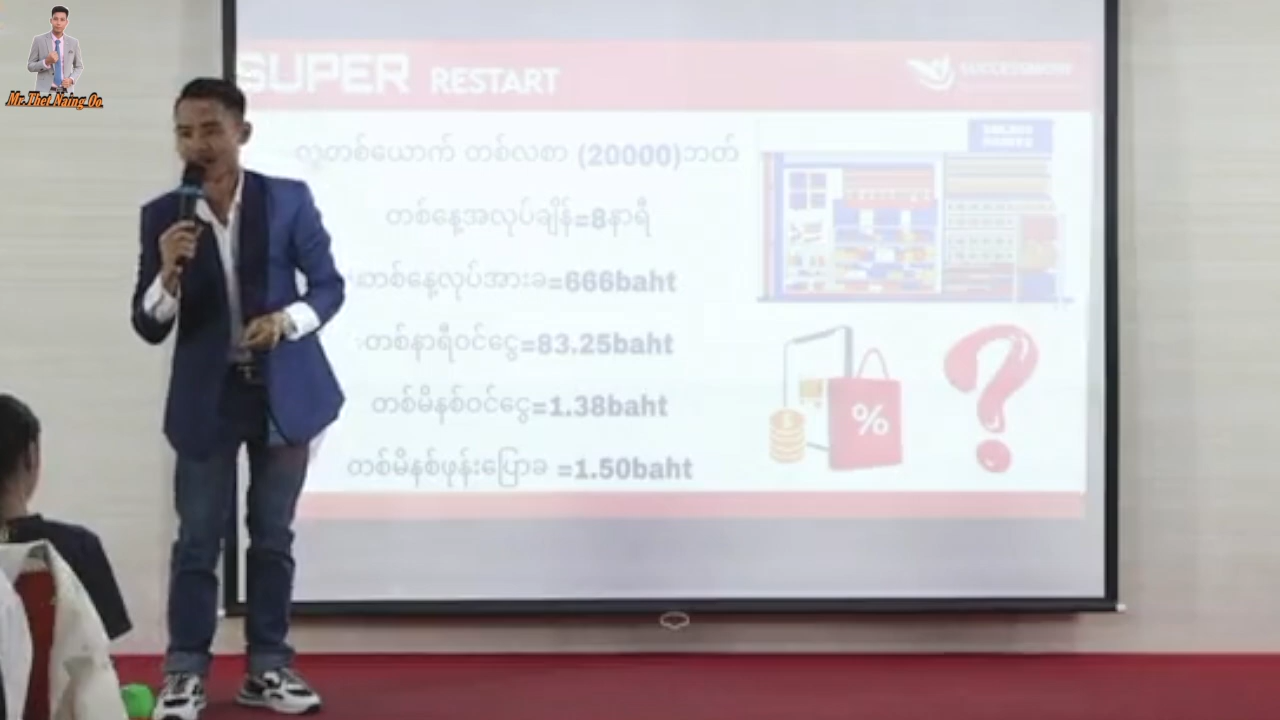 Mr.Thet Naing Oo
SUPER RESTART
SUCCESSMORE
လူတစ်ယောက် တစ်လစာ (20000)ဘတ်
တစ်နေ့အလုပ်ချိန်=8နာရီ
တစ်နေ့လုပ်အားခ=666baht
တစ်နာရီဝင်ငွေ=83.25baht
တစ်မိနစ်ဝင်ငွေ=1.38baht
တစ်မိနစ်ဖုန်းပြောခ =1.50baht
%